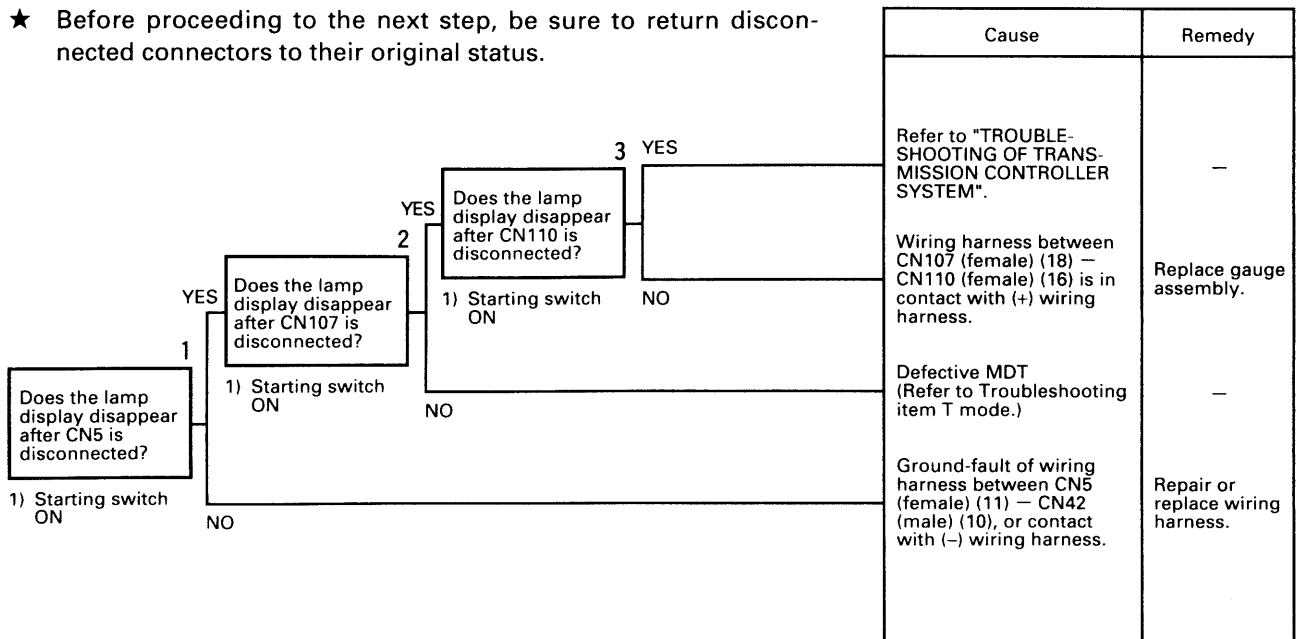 ★ Before proceeding to the next step, be sure to return discon-
nected connectors to their original status.
Cause
Remedy
1
Does the lamp
display disappear
after CN5 is
disconnected?
1) Starting switch
ON
YES
NO
2
Does the lamp
display disappear
after CN107 is
disconnected?
1) Starting switch
ON
YES
NO
3
Does the lamp
display disappear
after CN110 is
disconnected?
1) Starting switch
ON
YES
NO
Refer to "TROUBLE-
SHOOTING OF TRANS-
MISSION CONTROLLER
SYSTEM".
—
Wiring harness between
CN107 (female) (18) —
CN110 (female) (16) is in
contact with (+) wiring
harness.
Replace gauge
assembly.
Defective MDT
(Refer to Troubleshooting
item T mode.)
—
Ground-fault of wiring
harness between CN5
(female) (11) — CN42
(male) (10), or contact
with (–) wiring harness.
Repair or
replace wiring
harness.